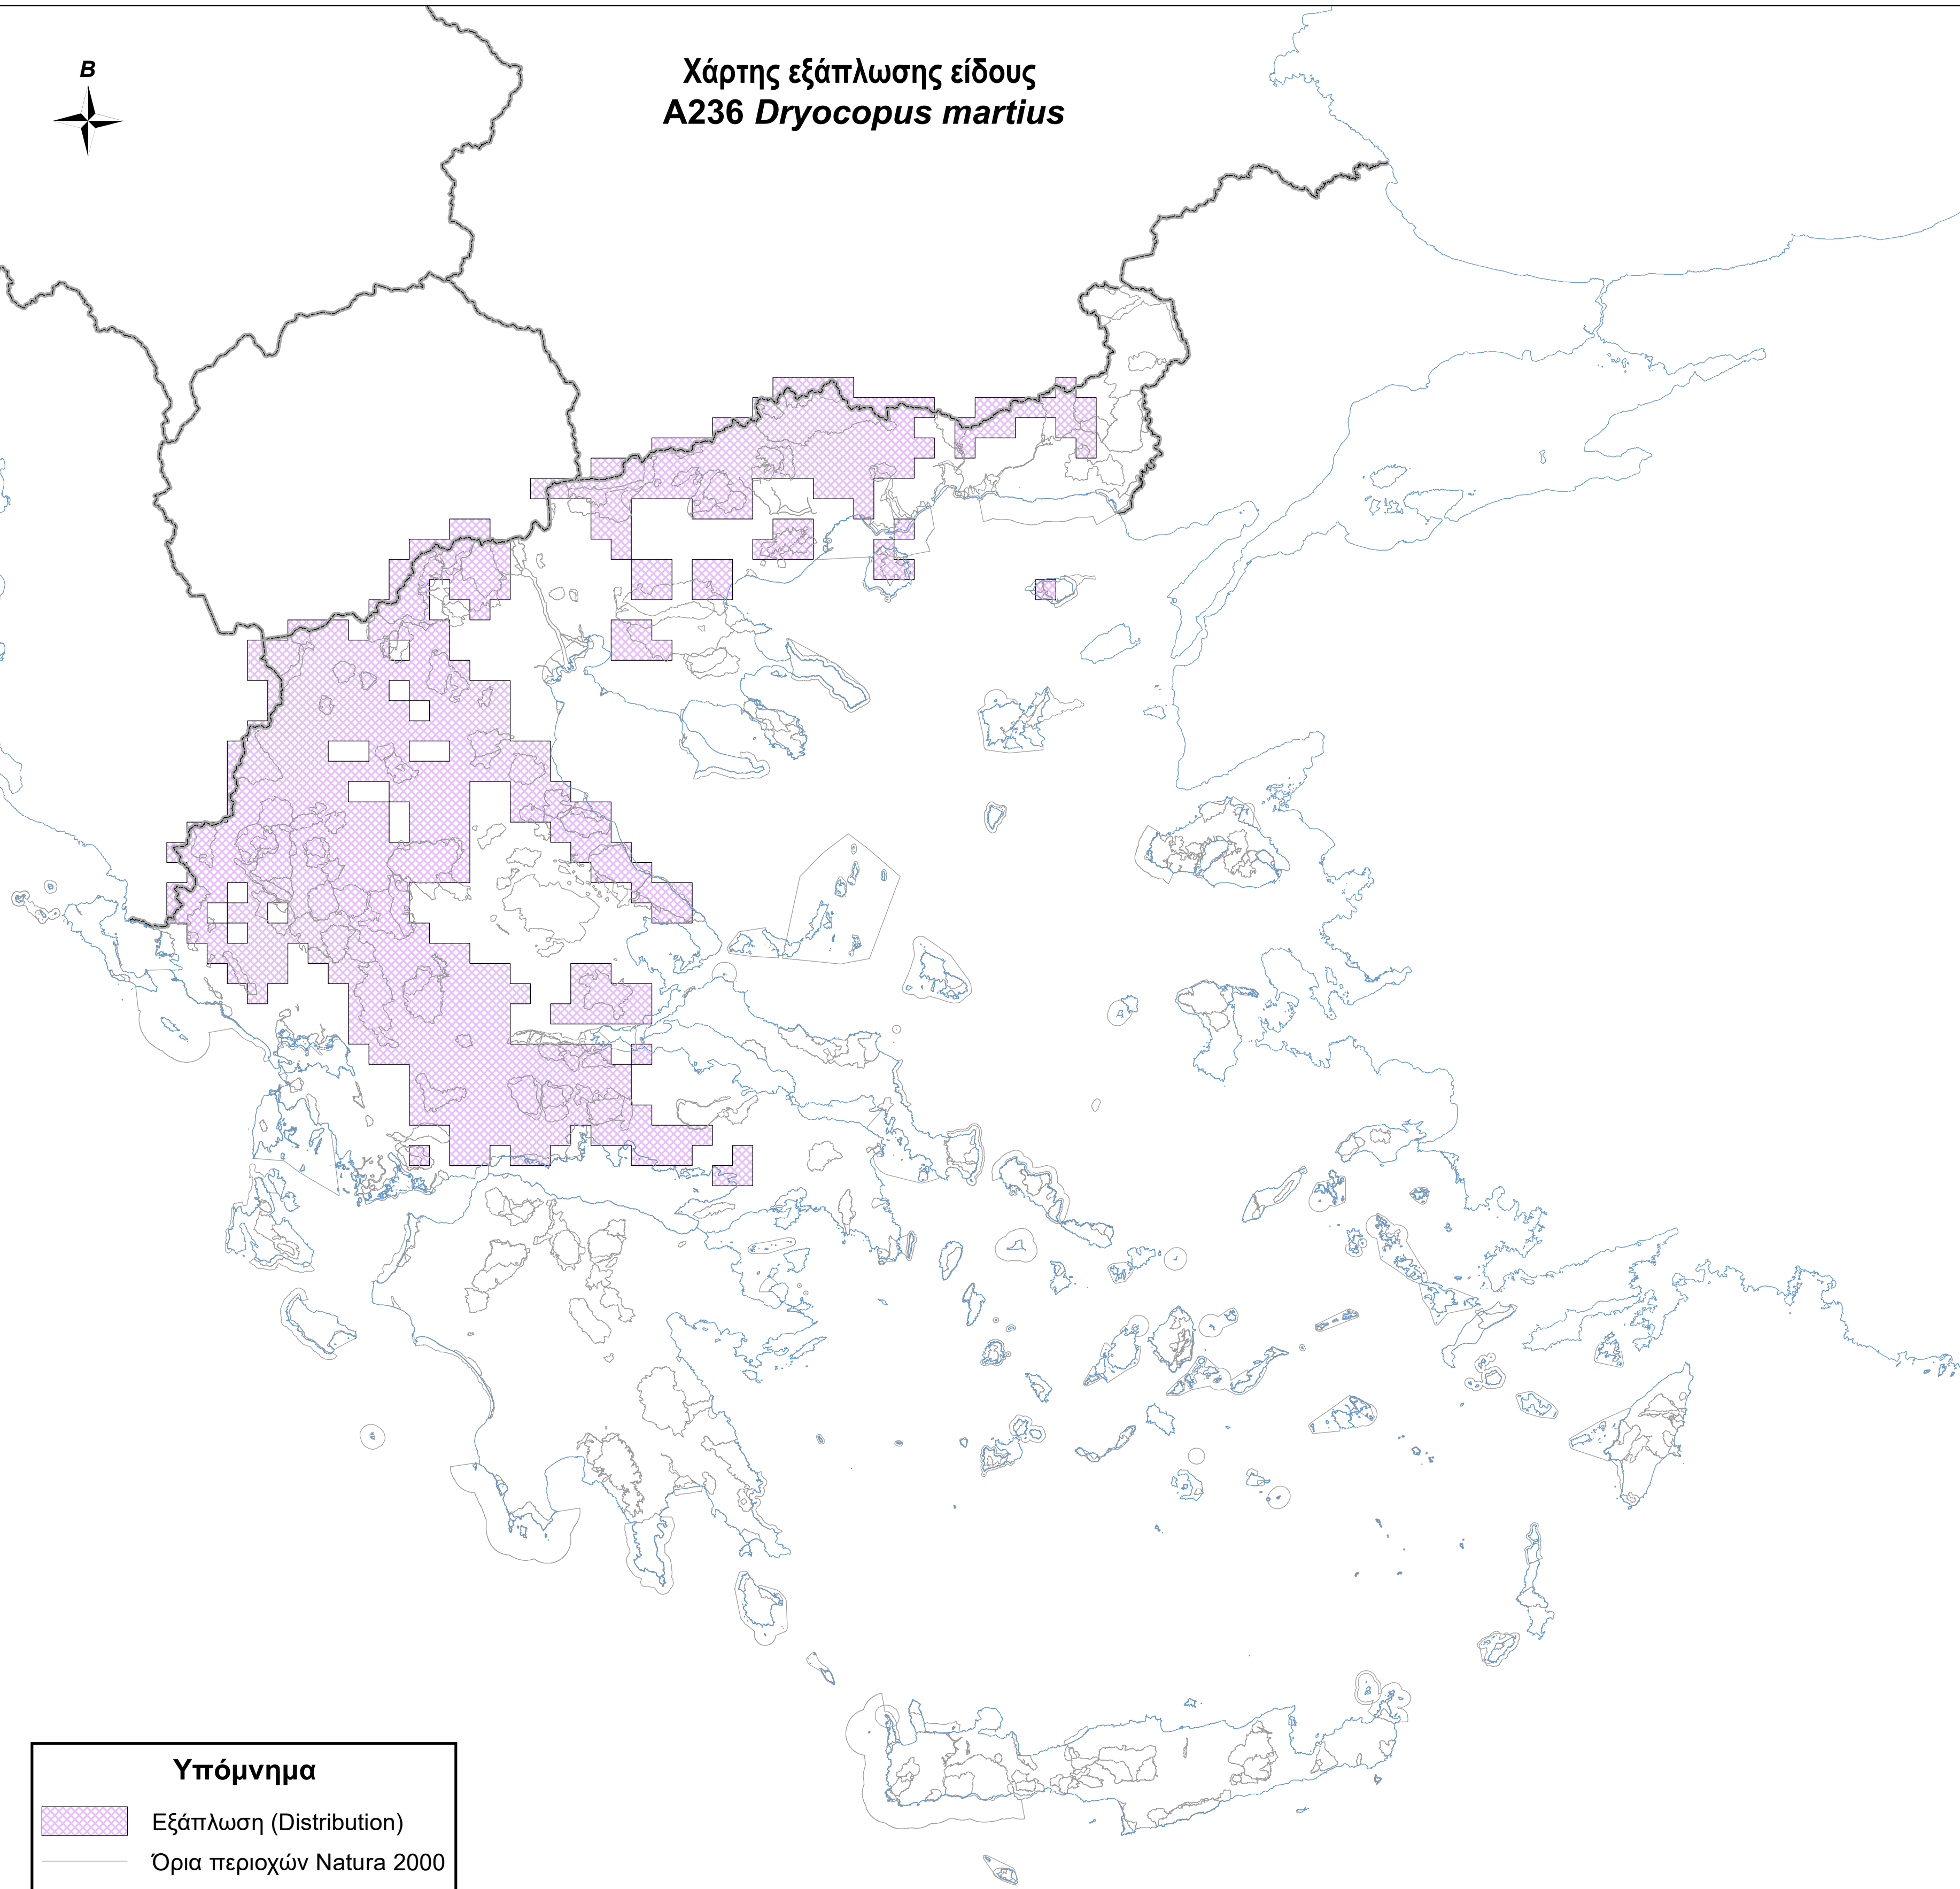 B
Χάρτης εξάπλωσης είδους
A236 Dryocopus martius
Υπόμνημα
Εξάπλωση (Distribution)
Όρια περιοχών Natura 2000